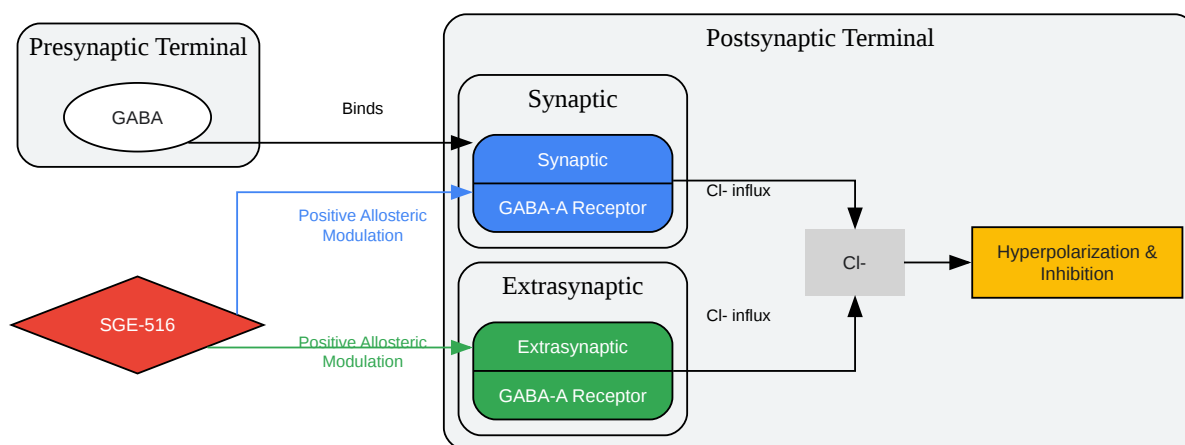 Presynaptic Terminal
GABA
Binds
Postsynaptic Terminal
Synaptic
Synaptic
GABA-A Receptor
Cl- influx
Positive Allosteric
Modulation
SGE-516
Positive Allosteric
Modulation
Extrasynaptic
Extrasynaptic
GABA-A Receptor
Cl- influx
Cl-
Hyperpolarization &
Inhibition